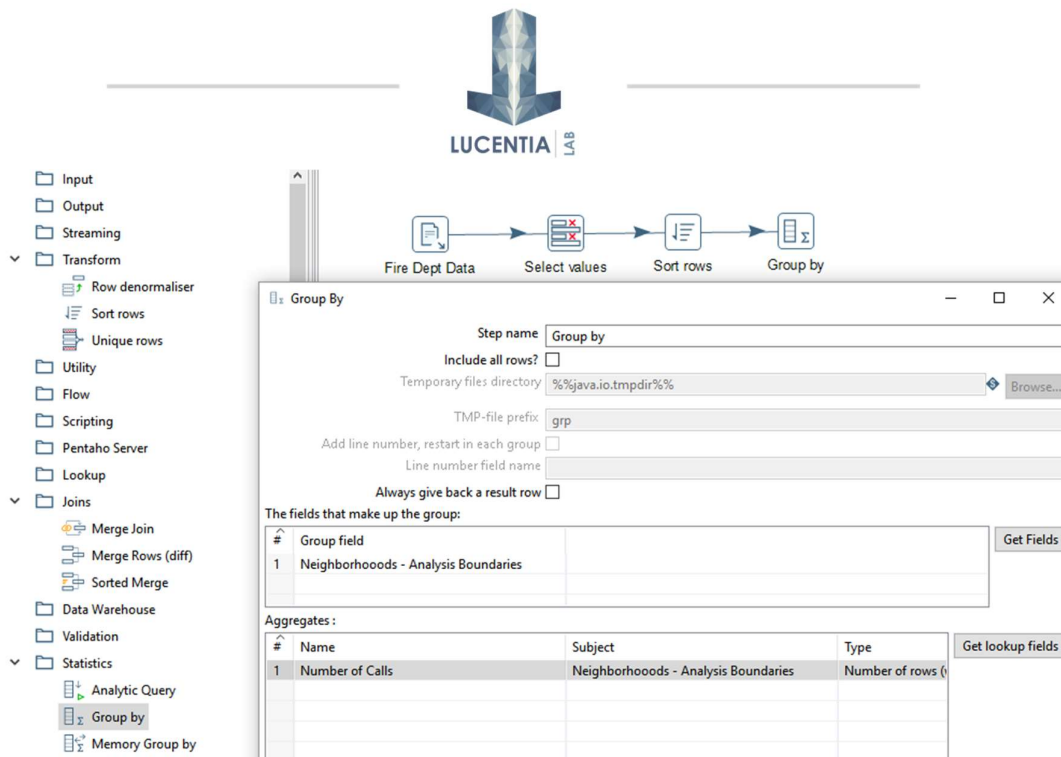 LUCENTIA LAB
Input
Output
Streaming
Transform
Row denormaliser
Sort rows
Unique rows
Utility
Flow
Scripting
Pentaho Server
Lookup
Joins
Merge Join
Merge Rows (diff)
Sorted Merge
Data Warehouse
Validation
Statistics
Analytic Query
Group by
Memory Group by
Fire Dept Data
Select values
Sort rows
Group by
Group By
Step name Group by
Include all rows?
Temporary files directory %%java.io.tmpdir%% Browse...
TMP-file prefix grp
Add line number, restart in each group
Line number field name
Always give back a result row
The fields that make up the group:
# Group field Get Fields
1 Neighborhooods - Analysis Boundaries
Aggregates :
# Name Subject Type Get lookup fields
1 Number of Calls Neighborhooods - Analysis Boundaries Number of rows (